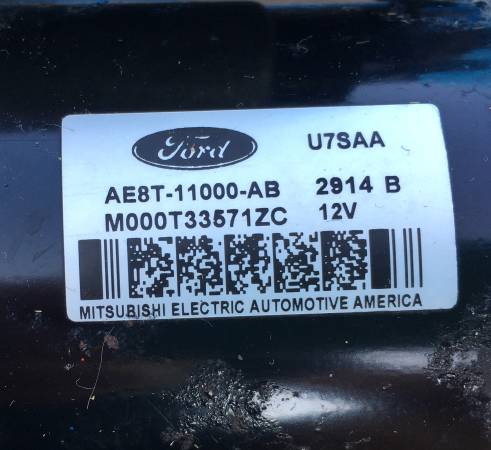 Ford U7SAA
AE8T-11000-AB 2914 B
M000T33571ZC 12V
MITSUBISHI ELECTRIC AUTOMOTIVE AMERICA